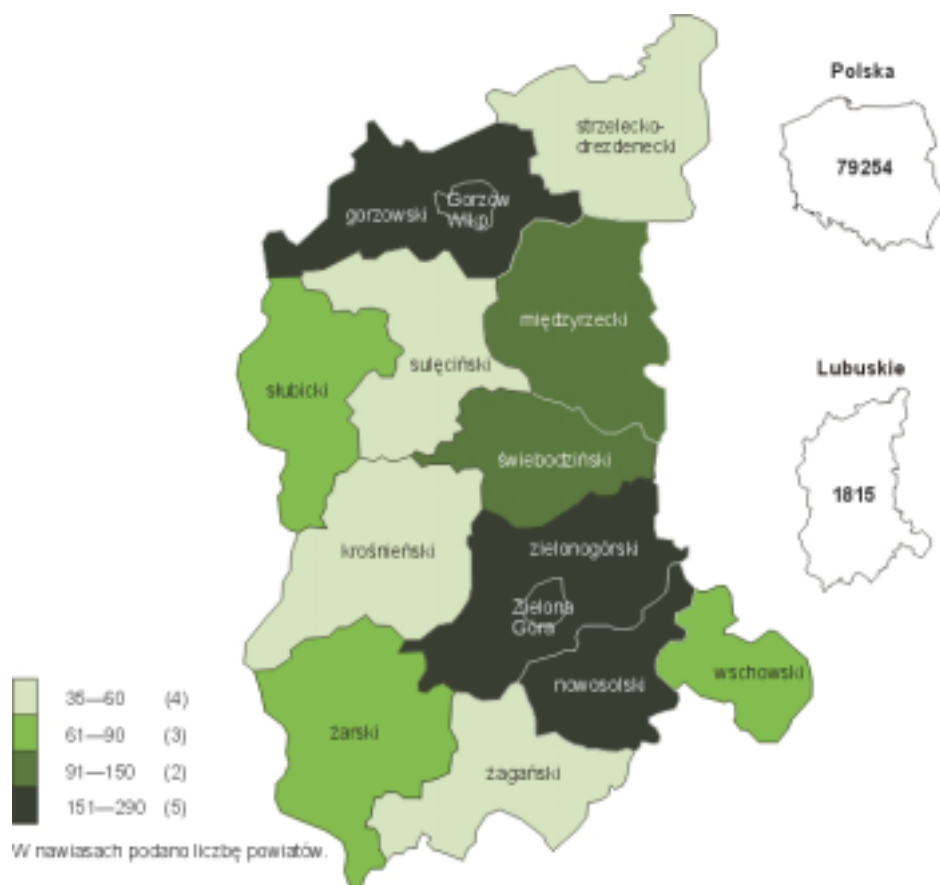 Polska
79254
strzelecko-
drezdenecki
gorzowski
Gorzów
Wlkp.
międzyrzecki
sulęciński
słubicki
Lubuskie
1815
świebodziński
krośnieński
zielonogórski
Zielona
Góra
nowosolski
wschowski
żarski
żagański
35—60 (4)
61—90 (3)
91—150 (2)
151—290 (5)
W nawiasach podano liczbę powiatów.